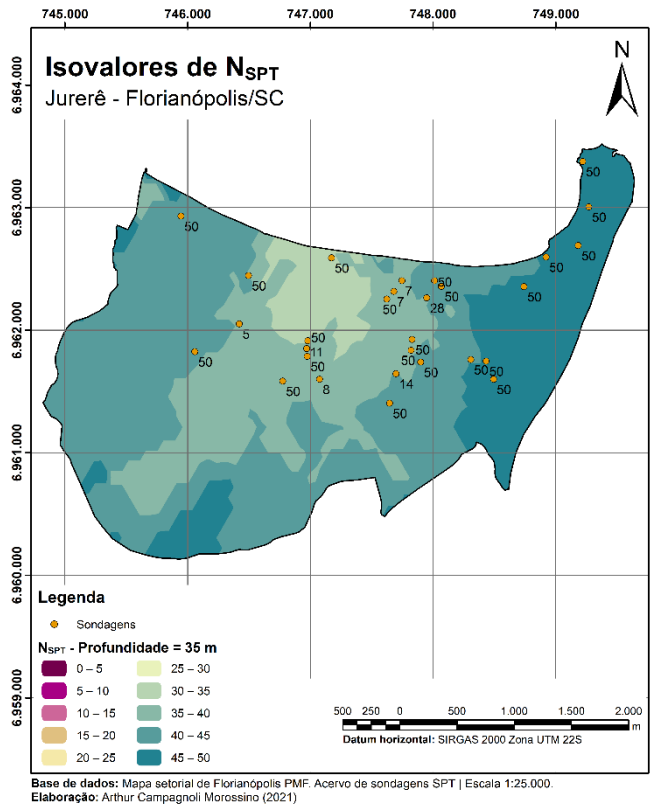 745.000 746.000 747.000 748.000 749.000
6.964.000
6.963.000
6.962.000
6.961.000
6.960.000
6.959.000
Isovalores de NSPT
Jurerê - Florianópolis/SC
N
50
50
50
50
50
50
50
50
50
7
7
50
50
28
5
50
11
50
50
50
50
50
50
50
8
14
50
50
Legenda
Sondagens
NSPT - Profundidade = 35 m
0 – 5 25 – 30
5 – 10 30 – 35
10 – 15 35 – 40
15 – 20 40 – 45
20 – 25 45 – 50
500 250 0 500 1.000 1.500 2.000
m
Datum horizontal: SIRGAS 2000 Zona UTM 22S
Base de dados: Mapa setorial de Florianópolis PMF. Acervo de sondagens SPT | Escala 1:25.000.
Elaboração: Arthur Campagnoli Morossino (2021)